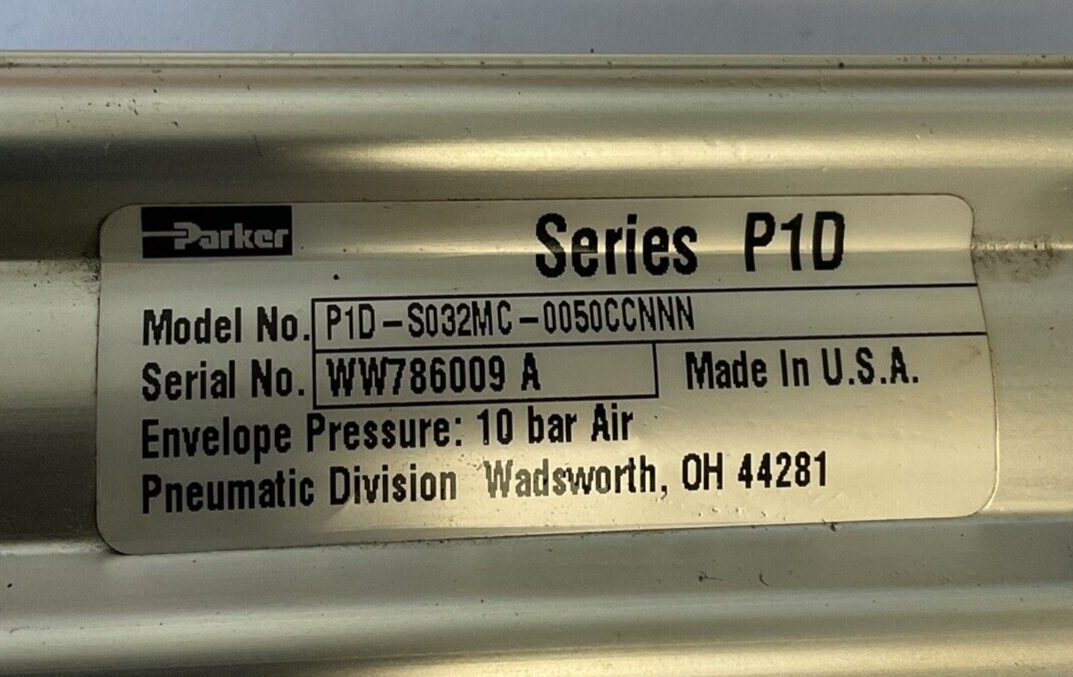 Parker
Series P1D
Model No. P1D-S032MC-0050CCNNN
Serial No. WW786009 A Made In U.S.A.
Envelope Pressure: 10 bar Air
Pneumatic Division Wadsworth, OH 44281